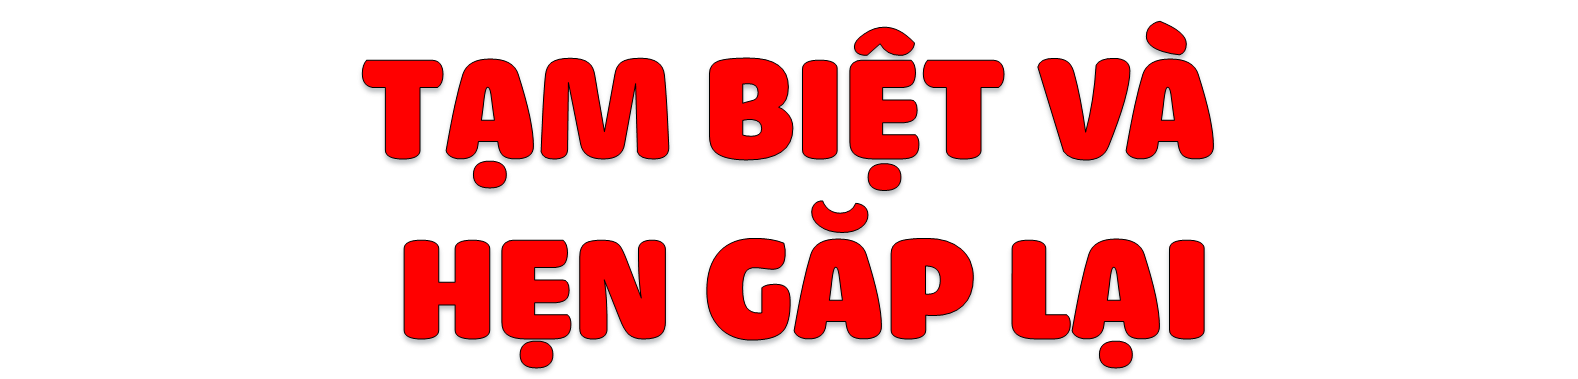 TẠM BIỆT VÀ
HẸN GĂP LẠI